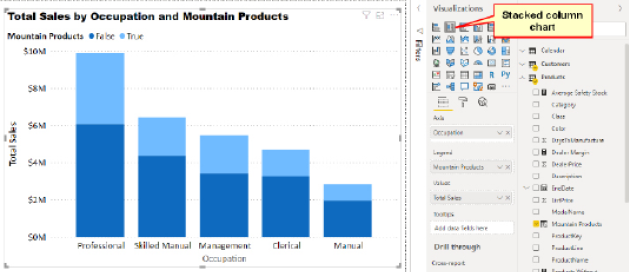 Total Sales by Occupation and Mountain Products
Mountain Products False True
$10M
$8M
$6M
$4M
$2M
$0M
Total Sales
Professional Skilled Manual Management Clerical Manual
Occupation
Filters
Visualizations
Stacked column
chart
Axis
Occupation
Legend
Mountain Products
Values
Total Sales
Tooltips
Add data fields here
Drill through
Cross-report
Calendar
Customers
Products
Average Safety Stock
Category
Class
Color
DaysToManufacture
Dealer Margin
DealerPrice
Description
EndDate
ListPrice
ModelName
Mountain Products
ProductKey
ProductLine
ProductName